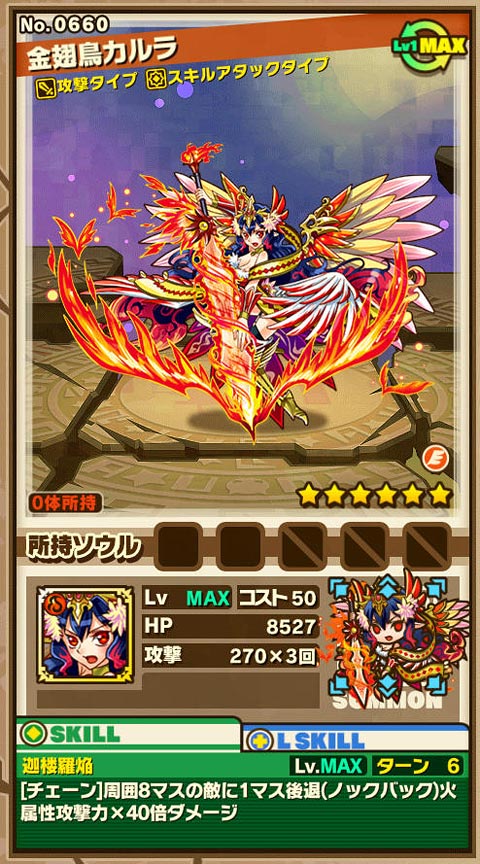 No.0660
金翅鳥カルラ
Lv1 MAX
攻撃タイプ スキルアタックタイプ
E
0体所持
所持ソウル
Lv MAX コスト 50
HP 8527
攻撃 270×3回
SUMMON
SKILL
L SKILL
迦楼羅焔 Lv.MAX ターン 6
[チェーン]周囲8マスの敵に1マス後退(ノックバック)火
属性攻撃力×40倍ダメージ